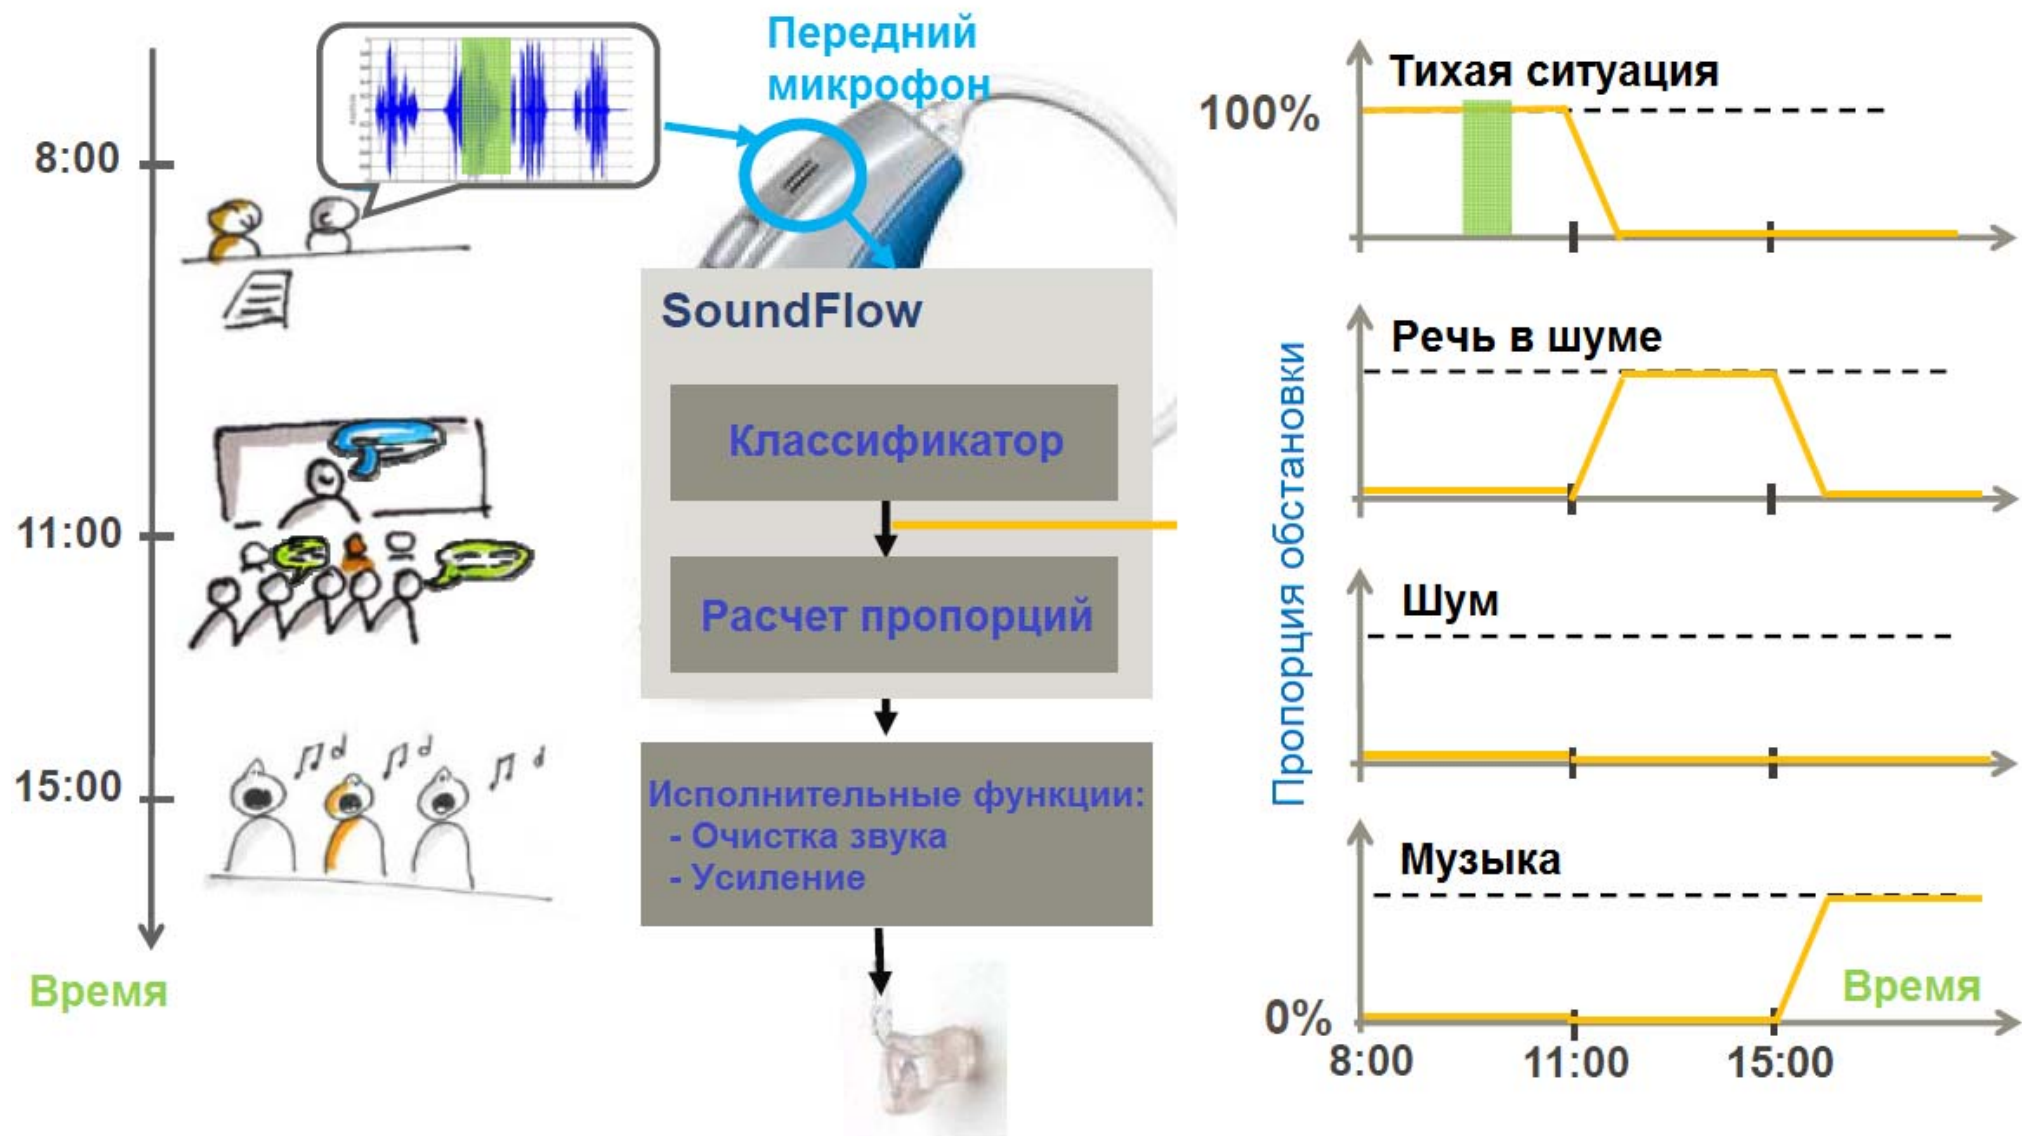 8:00
11:00
15:00
Время
Передний
микрофон
SoundFlow
Классификатор
Расчет пропорций
Исполнительные функции:
- Очистка звука
- Усиление
Пропорция обстановки
100%
Тихая ситуация
Речь в шуме
Шум
Музыка
Время
0%
8:00
11:00
15:00